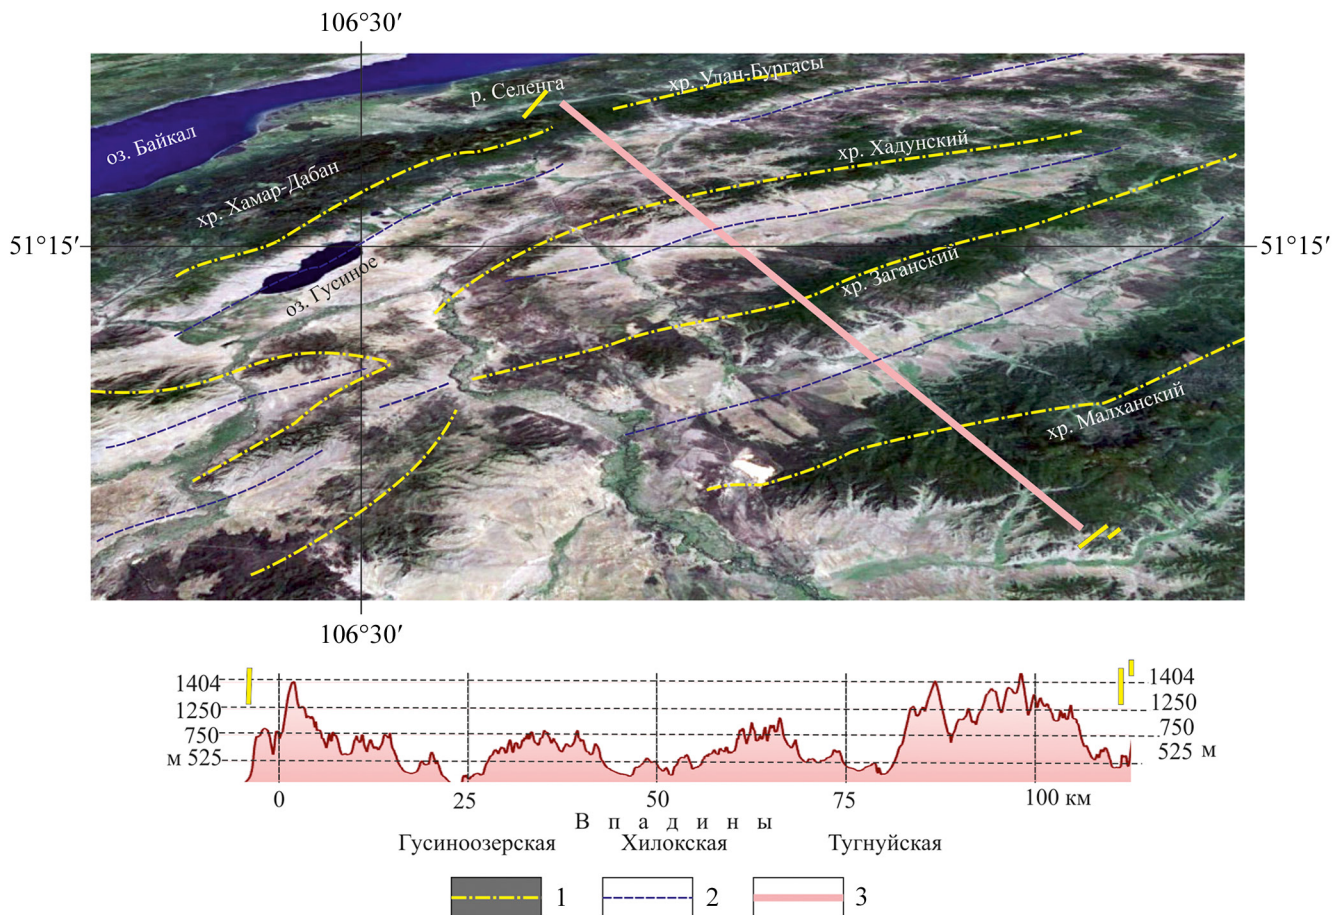 106°30′
р. Селенга
хр. Улан-Бургасы
оз. Байкал
хр. Хадунский
хр. Хамар-Дабан
51°15′
51°15′
оз. Гусиное
хр. Заганский
хр. Малханский
106°30′
1404
1404
1250
1250
750
750
м 525
525 м
0
25
50
75
100 км
В п а д и н ы
Гусиноозерская
Хилокская
Тугнуйская
1
2
3